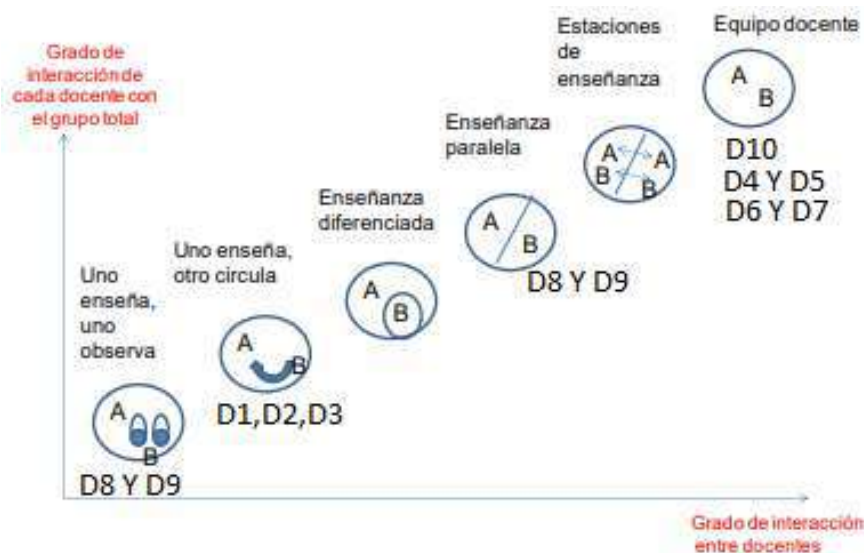 Grado de
interacción de
cada docente con
el grupo total
Uno
enseña,
uno
observa
A
B
D8 Y D9
Uno enseña,
otro circula
A
B
D1,D2,D3
Enseñanza
diferenciada
A
B
Enseñanza
paralela
A
B
D8 Y D9
Estaciones
de
enseñanza
A
A
B
B
Equipo docente
A
B
D10
D4 Y D5
D6 Y D7
Grado de interacción
entre docentes